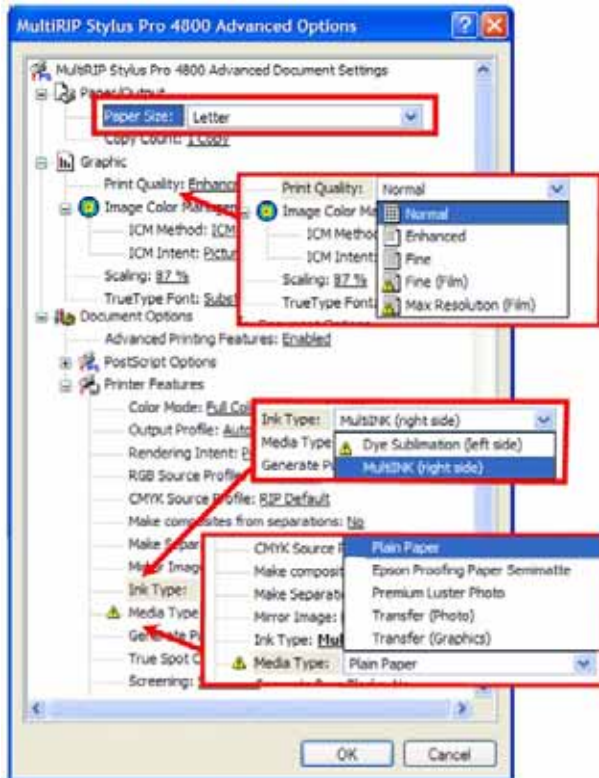 MultiRIP Stylus Pro 4800 Advanced Options
MultiRIP Stylus Pro 4800 Advanced Document Settings
Paper/Output
Paper Size: Letter
Copy Count: 1 Copy
Graphic
Print Quality: Enhanced
Image Color
ICM Method: ICM
ICM Intent:
Scaling: 87 %
TrueType Font:
Print Quality: Normal
Normal
Enhanced
Fine
Fine (Film)
Max Resolution (Film)
Image Color
ICM
ICM Intent:
Scaling: 87 %
TrueType Font:
Document Options
Advanced Printing Features: Enabled
PostScript Options
Printer Features
Color Mode: Full
Output Profile:
Rendering Intent:
RGB Source Profile
CMYK Source Profile: RIP Default
Make composites from separations: No
Make
Mirror
Ink Type:
Media Type
True Spot
Screening:
Ink Type: MultiINK (right side)
Dye Sublimation (left side)
MultiINK (right side)
Media Type
Generate
CMYK Source
Make
Make
Mirror Image:
Ink Type:
Media Type: Plain Paper
Plain Paper
Epson Proofing Paper Semimatte
Premium Luster Photo
Transfer (Photo)
Transfer (Graphics)
OK
Cancel